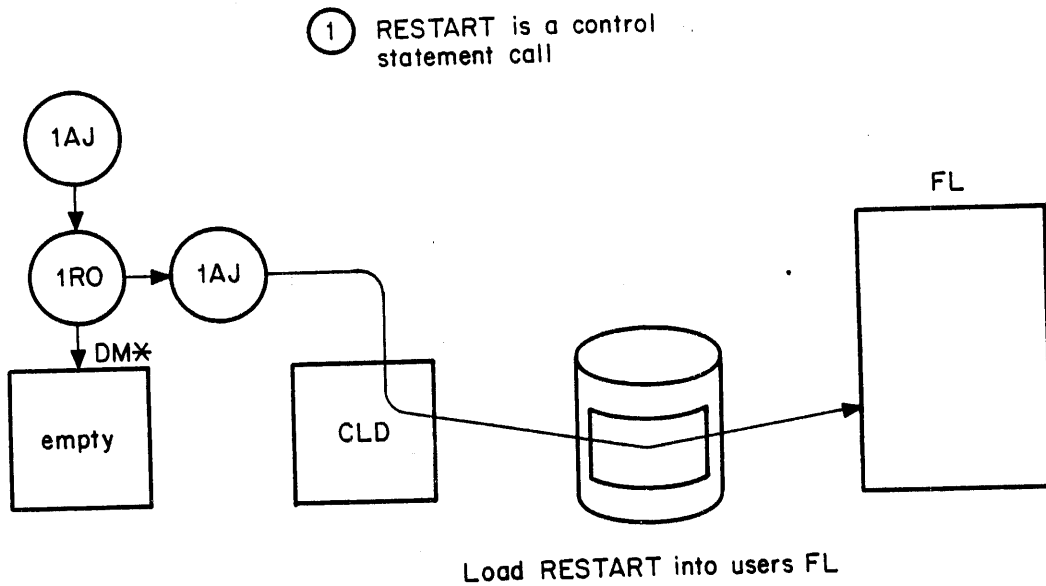 1 RESTART is a control
statement call
1AJ
FL
1RO
1AJ
DM*
empty
CLD
Load RESTART into users FL